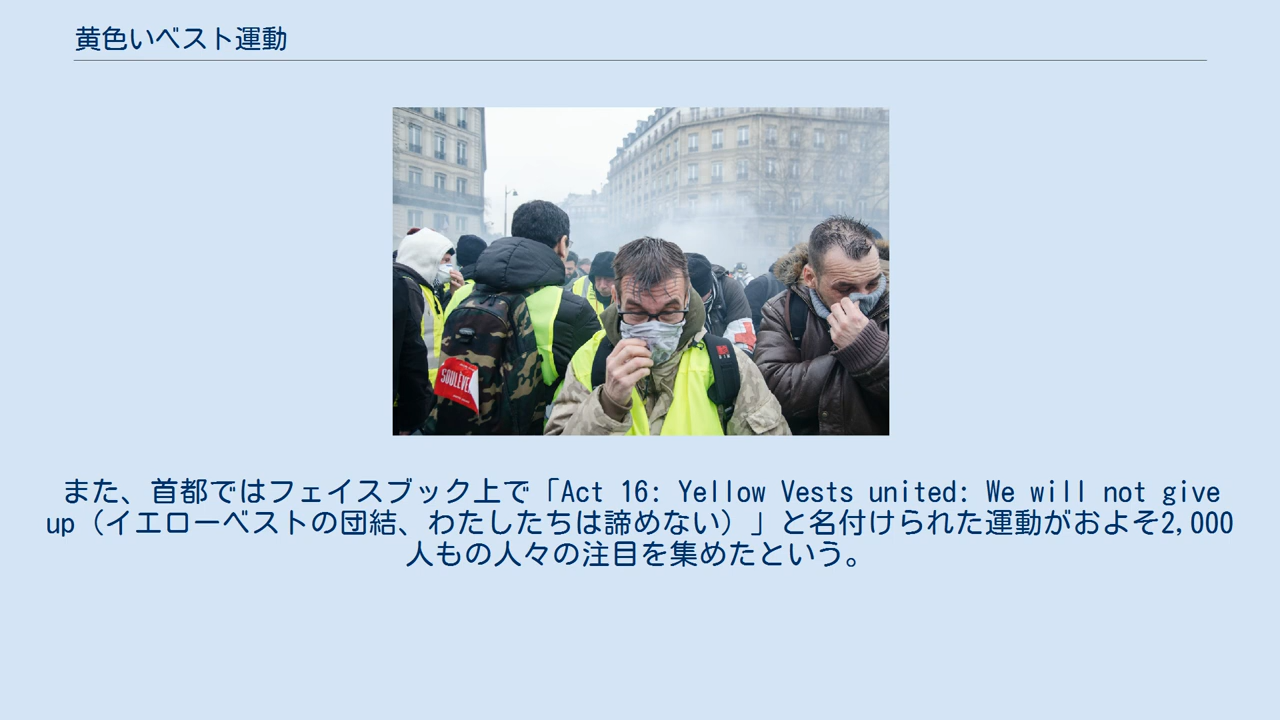 黄色いベスト運動
SOULÈVE
また、首都ではフェイスブック上で「Act 16: Yellow Vests united: We will not give
up（イエローベストの団結、わたしたちは諦めない）」と名付けられた運動がおよそ2,000
人もの人々の注目を集めたという。